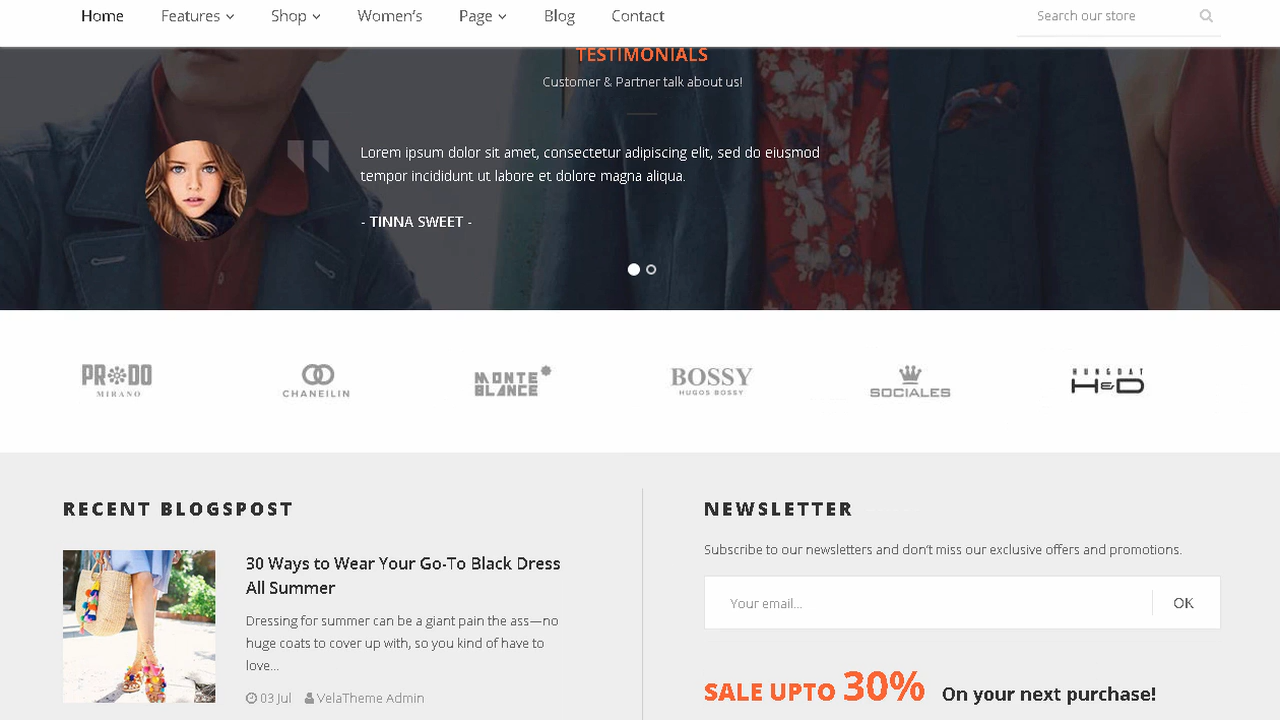 Home Features Shop Women's Page Blog Contact Search our store
TESTIMONIALS
Customer & Partner talk about us!
Lorem ipsum dolor sit amet, consectetur adipiscing elit, sed do eiusmod
tempor incididunt ut labore et dolore magna aliqua.
- TINNA SWEET -
PRADO
MIRANO
CHANEILIN
MONTE
BLANCE
BOSSY
HUGOS BOSSY
SOCIALES
HUNGDAT
H&D
RECENT BLOGSPOST
30 Ways to Wear Your Go-To Black Dress
All Summer
Dressing for summer can be a giant pain the ass—no
huge coats to cover up with, so you kind of have to
love...
03 Jul VelaTheme Admin
NEWSLETTER
Subscribe to our newsletters and don't miss our exclusive offers and promotions.
Your email... OK
SALE UPTO 30% On your next purchase!